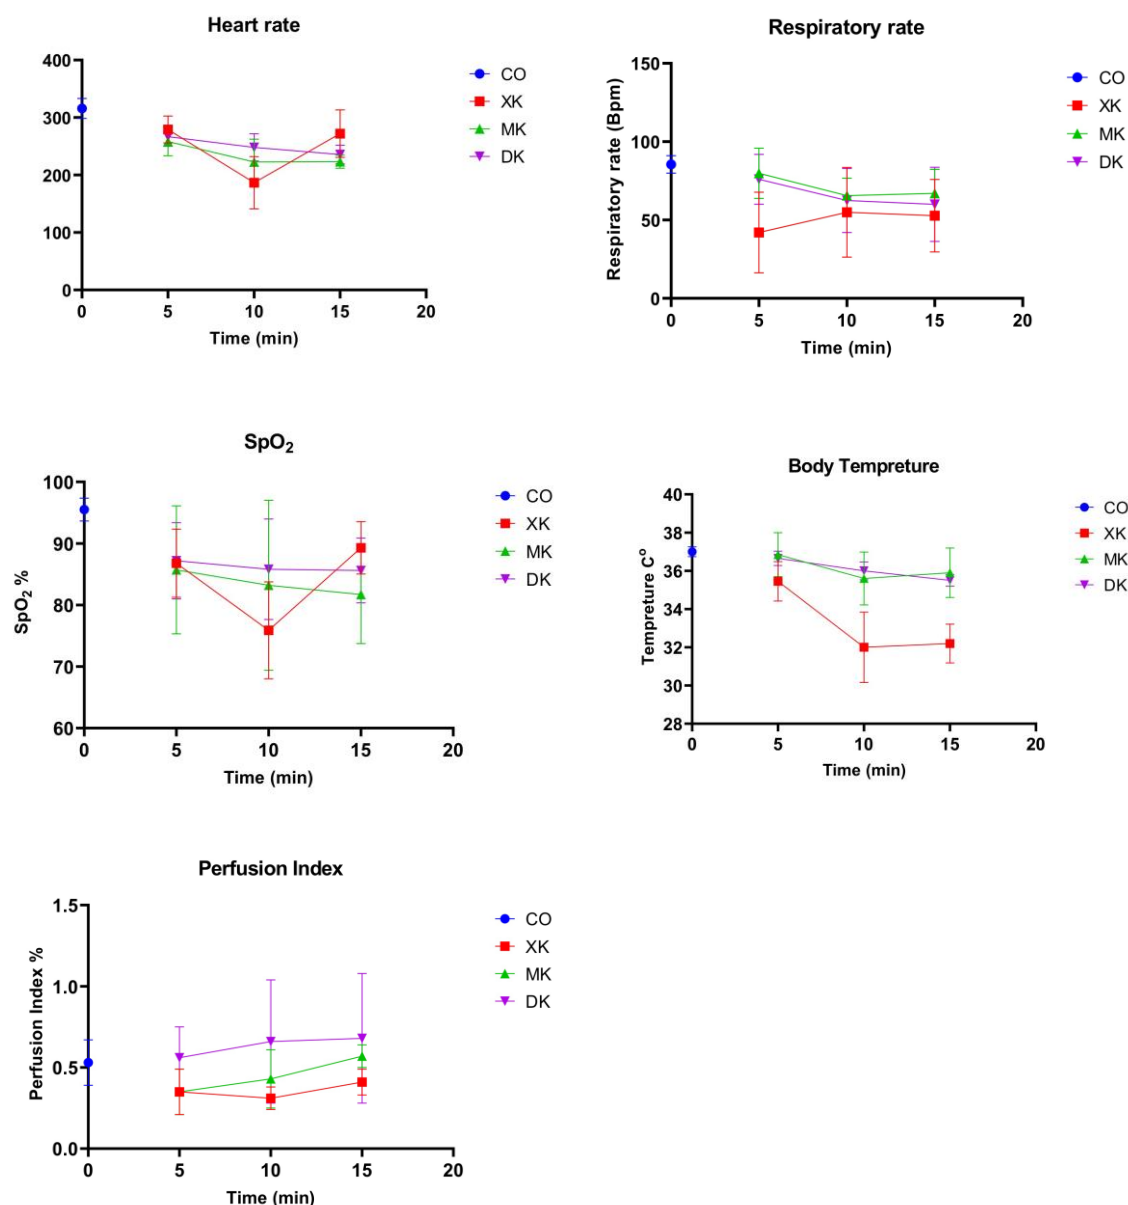 Heart rate
400
300
200
100
0
0 5 10 15 20
Time (min)
CO
XK
MK
DK
Respiratory rate
Respiratory rate (Bpm)
150
100
50
0
0 5 10 15 20
Time (min)
CO
XK
MK
DK
SpO₂
SpO₂ %
100
90
80
70
60
0 5 10 15 20
Time (min)
CO
XK
MK
DK
Body Tempreture
Tempreture C°
40
38
36
34
32
30
28
0 5 10 15 20
Time (min)
CO
XK
MK
DK
Perfusion Index
Perfusion Index %
1.5
1.0
0.5
0.0
0 5 10 15 20
Time (min)
CO
XK
MK
DK